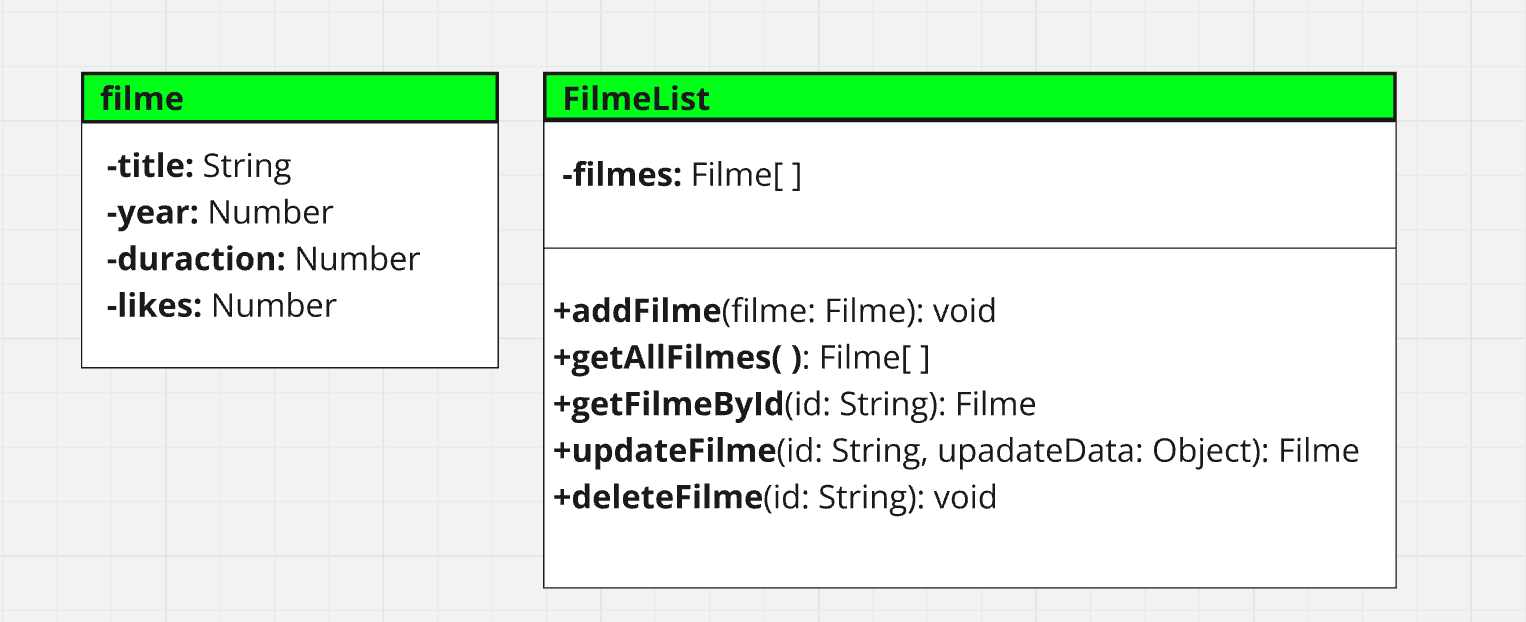 filme
-title: String
-year: Number
-duraction: Number
-likes: Number
FilmeList
-filmes: Filme[ ]
+addFilme(filme: Filme): void
+getAllFilmes( ): Filme[ ]
+getFilmeById(id: String): Filme
+updateFilme(id: String, upadateData: Object): Filme
+deleteFilme(id: String): void